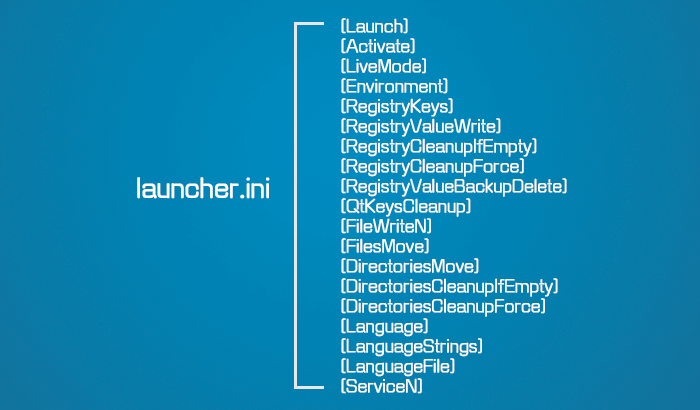 launcher.ini
[Launch]
[Activate]
[LiveMode]
[Environment]
[RegistryKeys]
[RegistryValueWrite]
[RegistryCleanupIfEmpty]
[RegistryCleanupForce]
[RegistryValueBackupDelete]
[QtKeysCleanup]
[FileWriteN]
[FilesMove]
[DirectoriesMove]
[DirectoriesCleanupIfEmpty]
[DirectoriesCleanupForce]
[Language]
[LanguageStrings]
[LanguageFile]
[ServiceN]